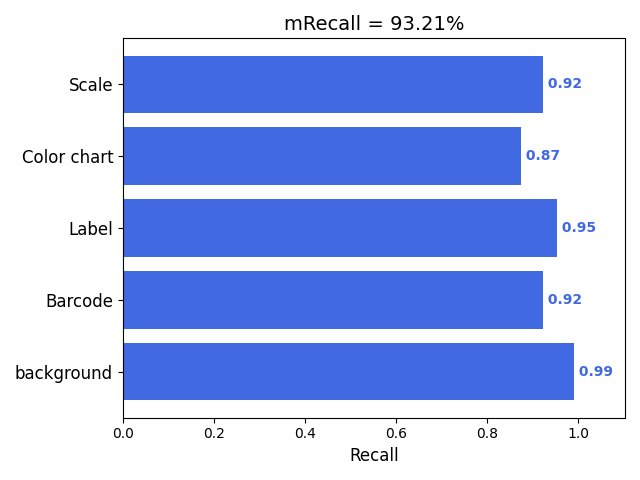 mRecall = 93.21%
Scale
0.92
Color chart
0.87
Label
0.95
Barcode
0.92
background
0.99
0.0 0.2 0.4 0.6 0.8 1.0
Recall